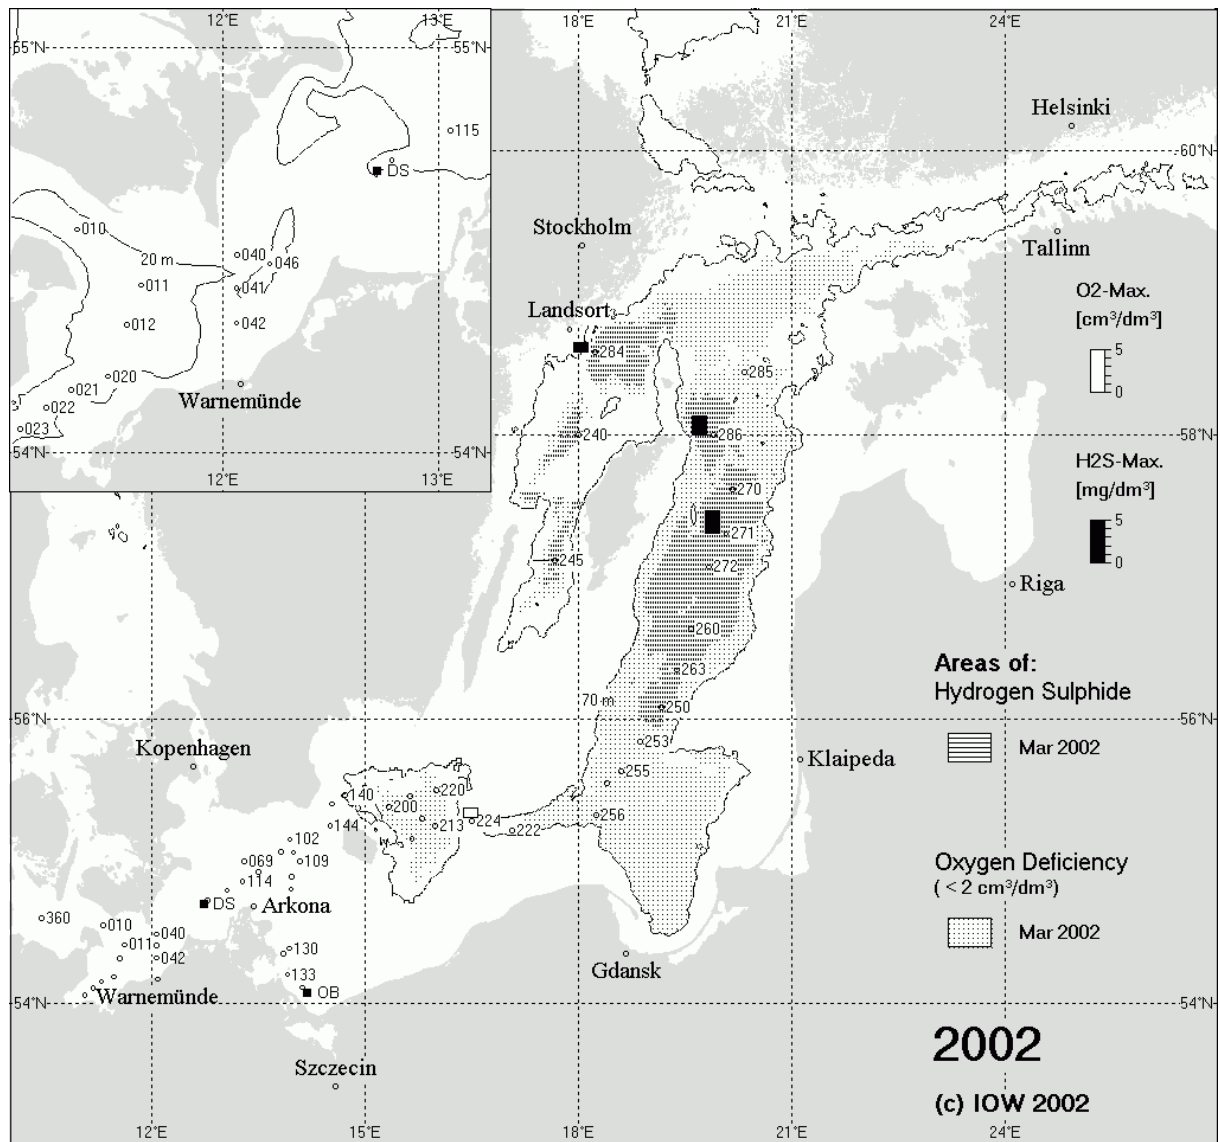 12°E
13°E
18°E
21°E
24°E
55°N
55°N
115
Helsinki
60°N
DS
010
Stockholm
20 m
040
046
Tallinn
011
041
O2-Max.
[cm³/dm³]
Landsort
012
042
284
5
0
020
285
021
Warnemünde
022
023
240
286
58°N
54°N
54°N
H2S-Max.
[mg/dm³]
12°E
13°E
270
5
0
271
245
272
Riga
260
Areas of:
Hydrogen Sulphide
263
70 m
250
56°N
56°N
Kopenhagen
253
Mar 2002
Klaipeda
255
140
220
200
224
256
144
213
222
102
069
109
Oxygen Deficiency
( < 2 cm³/dm³)
114
DS
Arkona
360
010
040
Mar 2002
011
130
042
Gdansk
133
Warnemünde
OB
54°N
54°N
2002
Szczecin
(c) IOW 2002
12°E
15°E
18°E
21°E
24°E